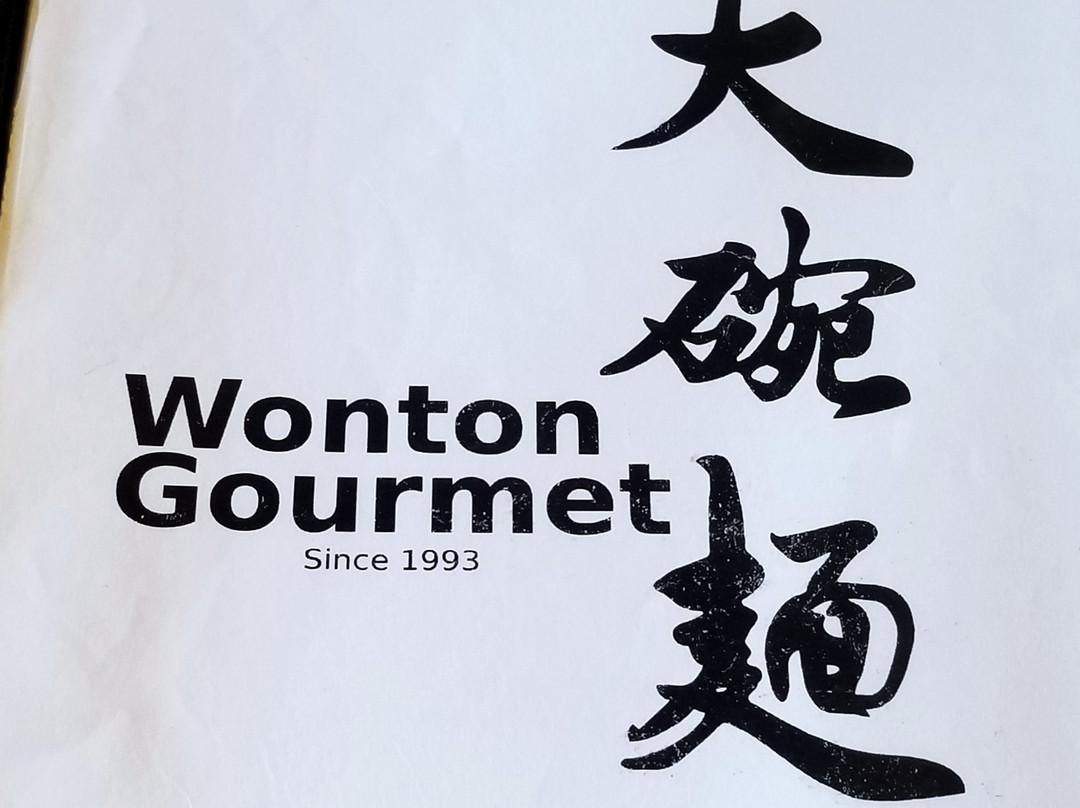 Wonton
Gourmet
Since 1993
大碗麵